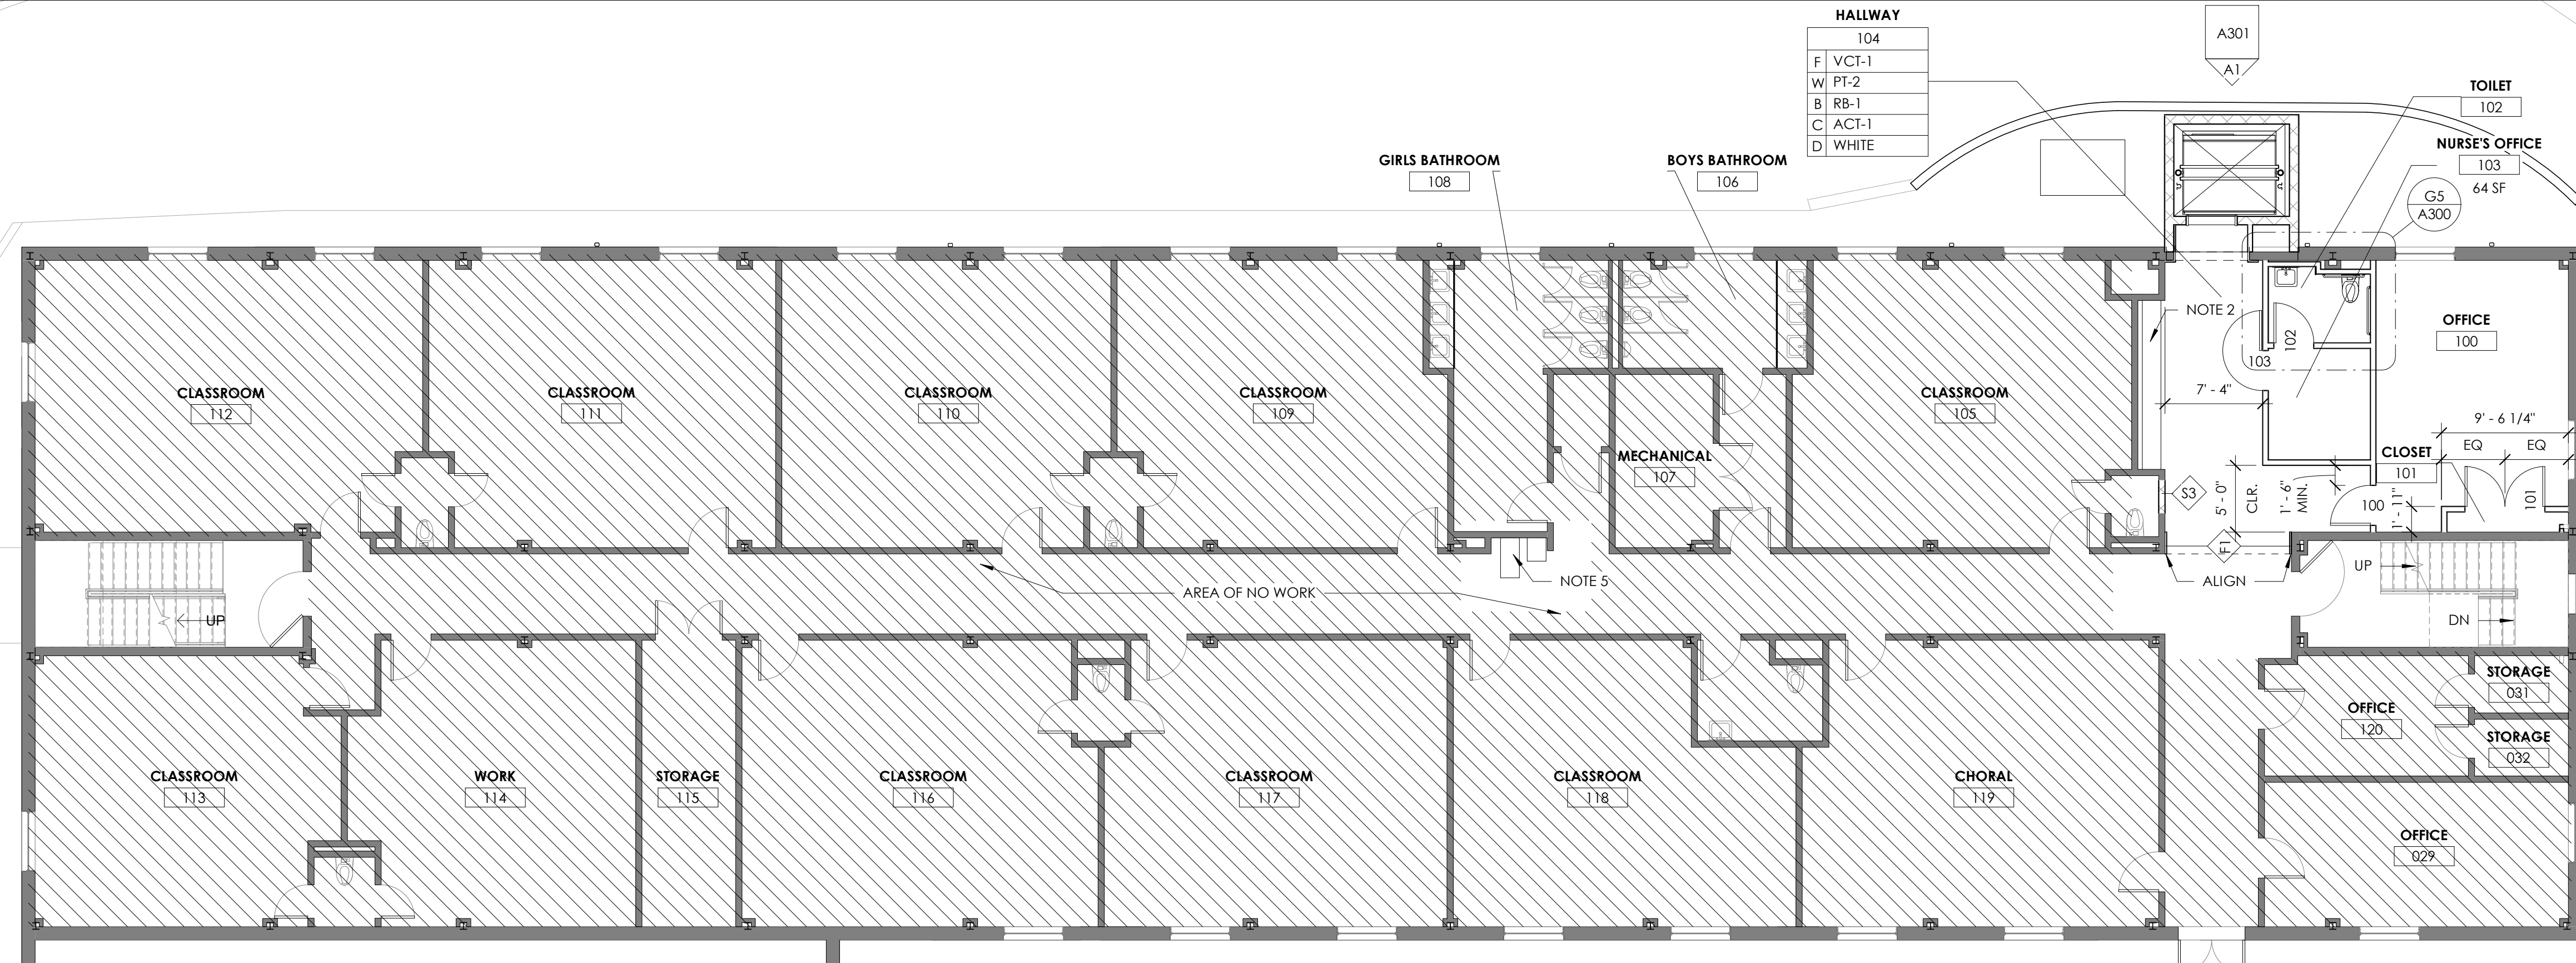 HALLWAY
104
F VCT-1
W PT-2
B RB-1
C ACT-1
D WHITE
A301
A1
TOILET
102
NURSE'S OFFICE
103
64 SF
G5
A300
GIRLS BATHROOM
108
BOYS BATHROOM
106
NOTE 2
102
103
OFFICE
100
7' - 4"
CLASSROOM
112
CLASSROOM
111
CLASSROOM
110
CLASSROOM
109
CLASSROOM
105
MECHANICAL
107
9' - 6 1/4"
EQ EQ
CLOSET
101
S3
5' - 0"
CLR.
1' - 6"
MIN.
100
1' - 11"
101
F1
ALIGN
UP
DN
UP
AREA OF NO WORK
NOTE 5
STORAGE
031
OFFICE
120
STORAGE
032
CLASSROOM
113
WORK
114
STORAGE
115
CLASSROOM
116
CLASSROOM
117
CLASSROOM
118
CHORAL
119
OFFICE
029